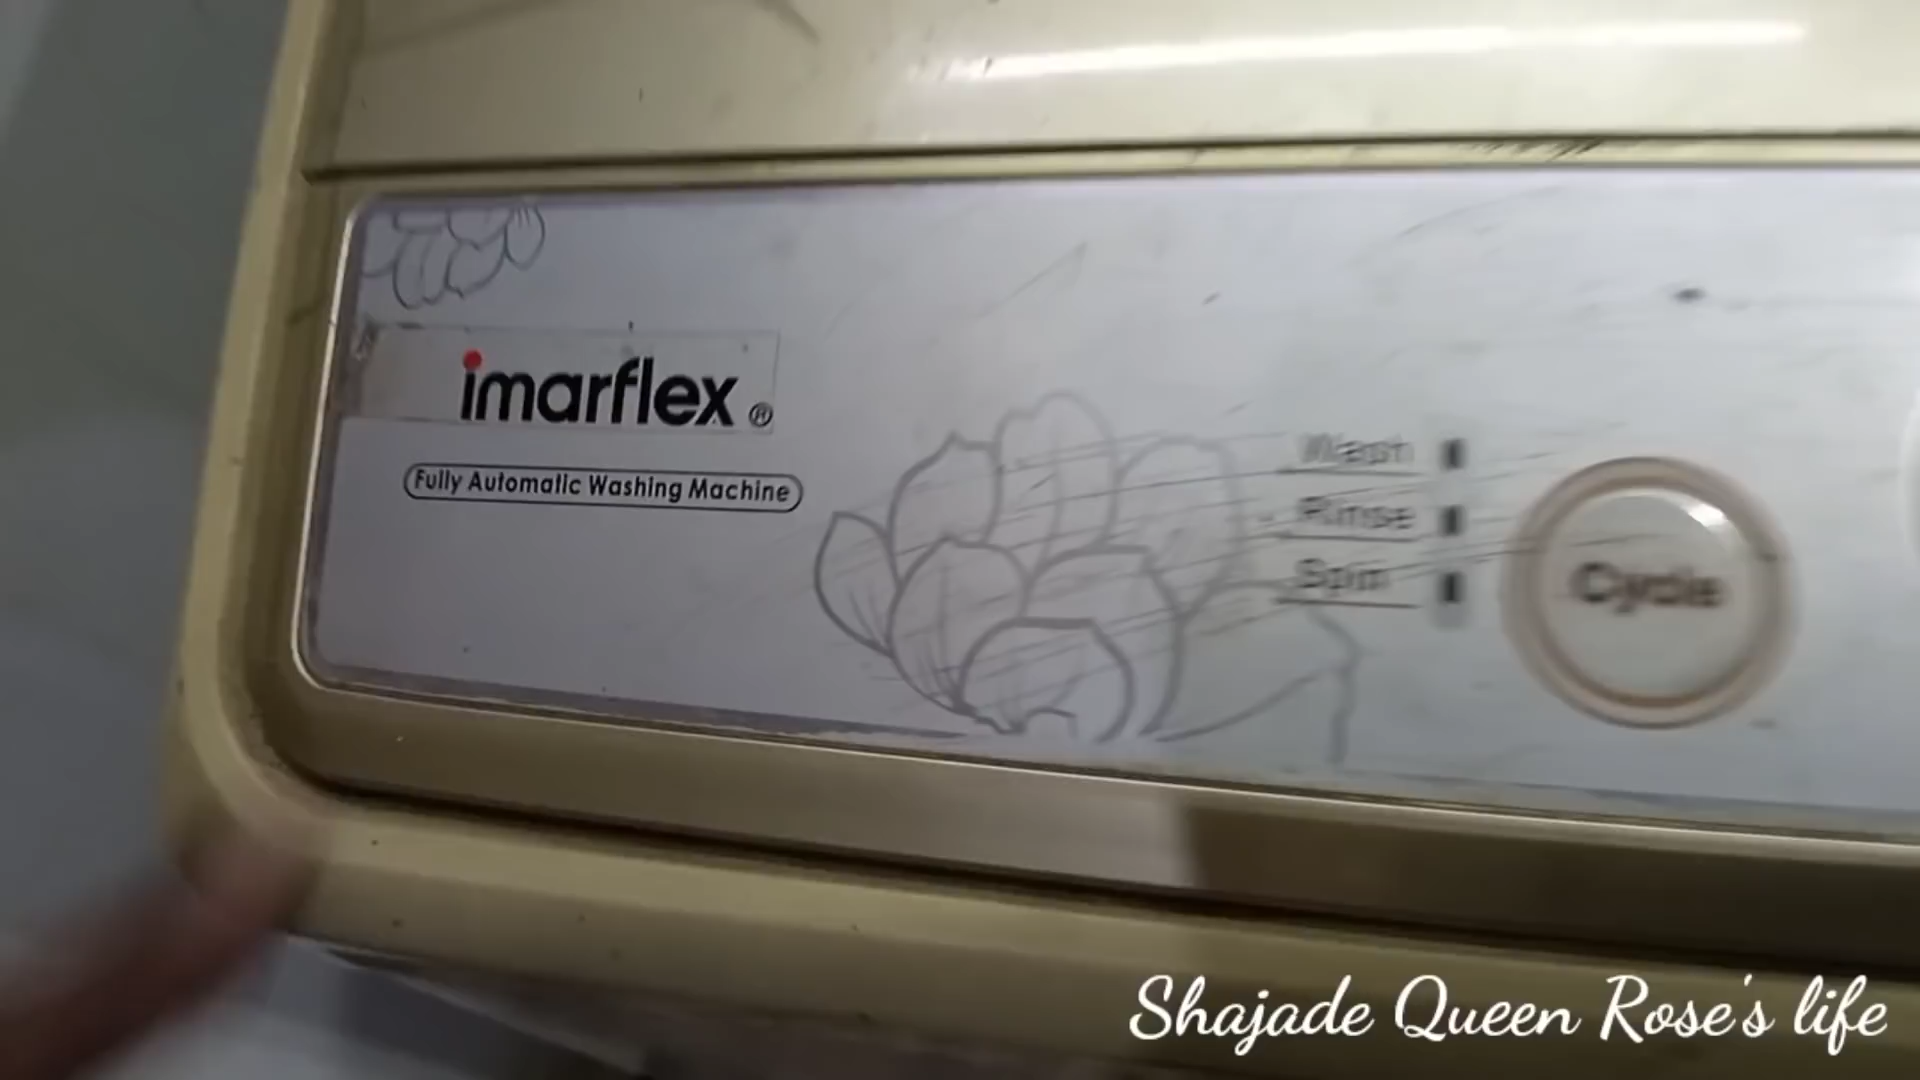 imarflex ®
Fully Automatic Washing Machine
Wash
Rinse
Spin
Cycle
Shajade Queen Rose's life